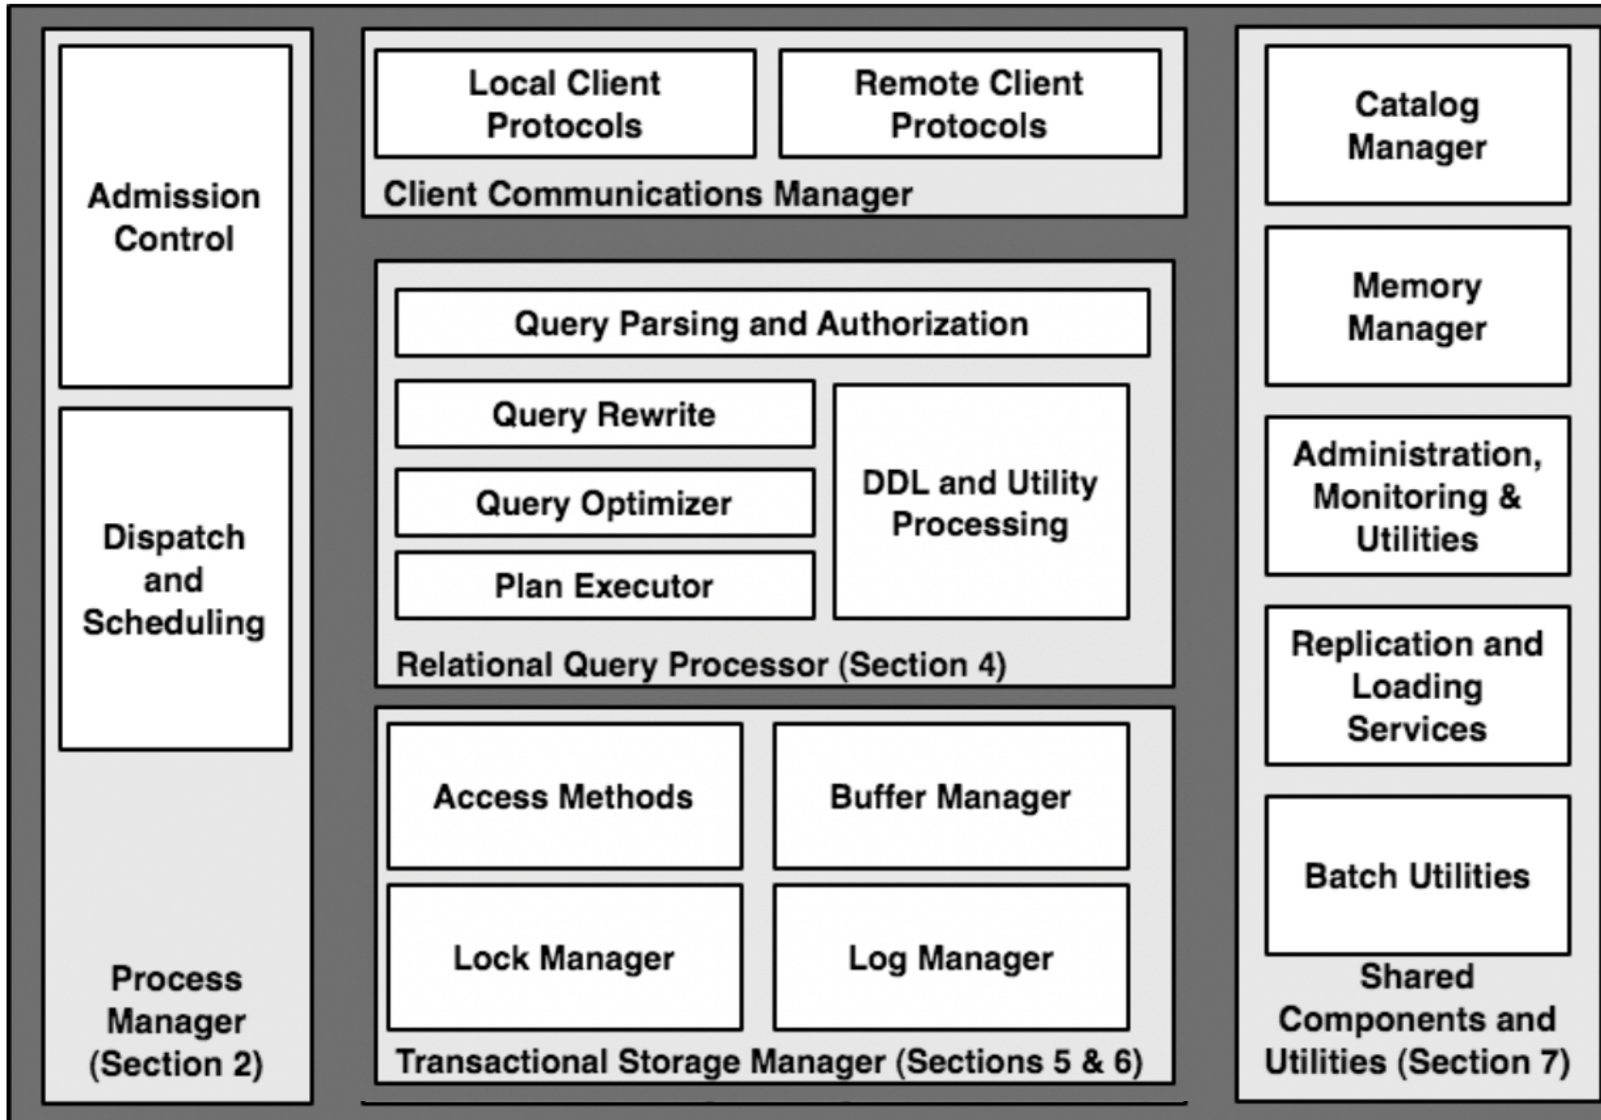 Admission
Control
Dispatch
and
Scheduling
Process
Manager
(Section 2)
Local Client
Protocols
Remote Client
Protocols
Client Communications Manager
Query Parsing and Authorization
Query Rewrite
Query Optimizer
Plan Executor
DDL and Utility
Processing
Relational Query Processor (Section 4)
Access Methods
Buffer Manager
Lock Manager
Log Manager
Transactional Storage Manager (Sections 5 & 6)
Catalog
Manager
Memory
Manager
Administration,
Monitoring &
Utilities
Replication and
Loading
Services
Batch Utilities
Shared
Components and
Utilities (Section 7)